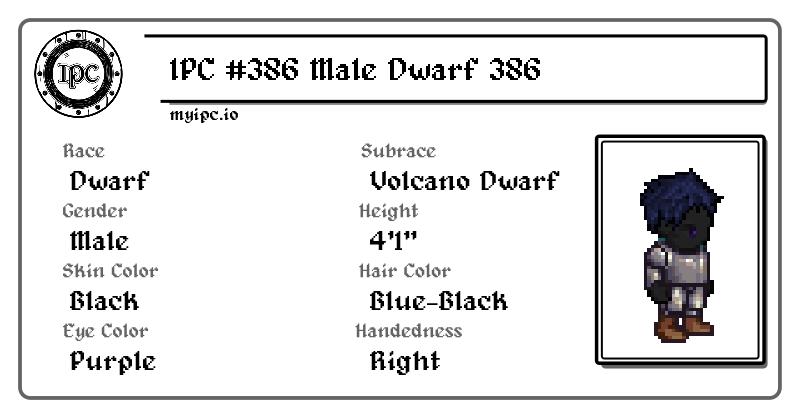 IPC
IPC #386 Male Dwarf 386
myipc.io
Race
Dwarf
Subrace
Volcano Dwarf
Gender
Male
Height
4'1"
Skin Color
Black
Hair Color
Blue-Black
Eye Color
Purple
Handedness
Right